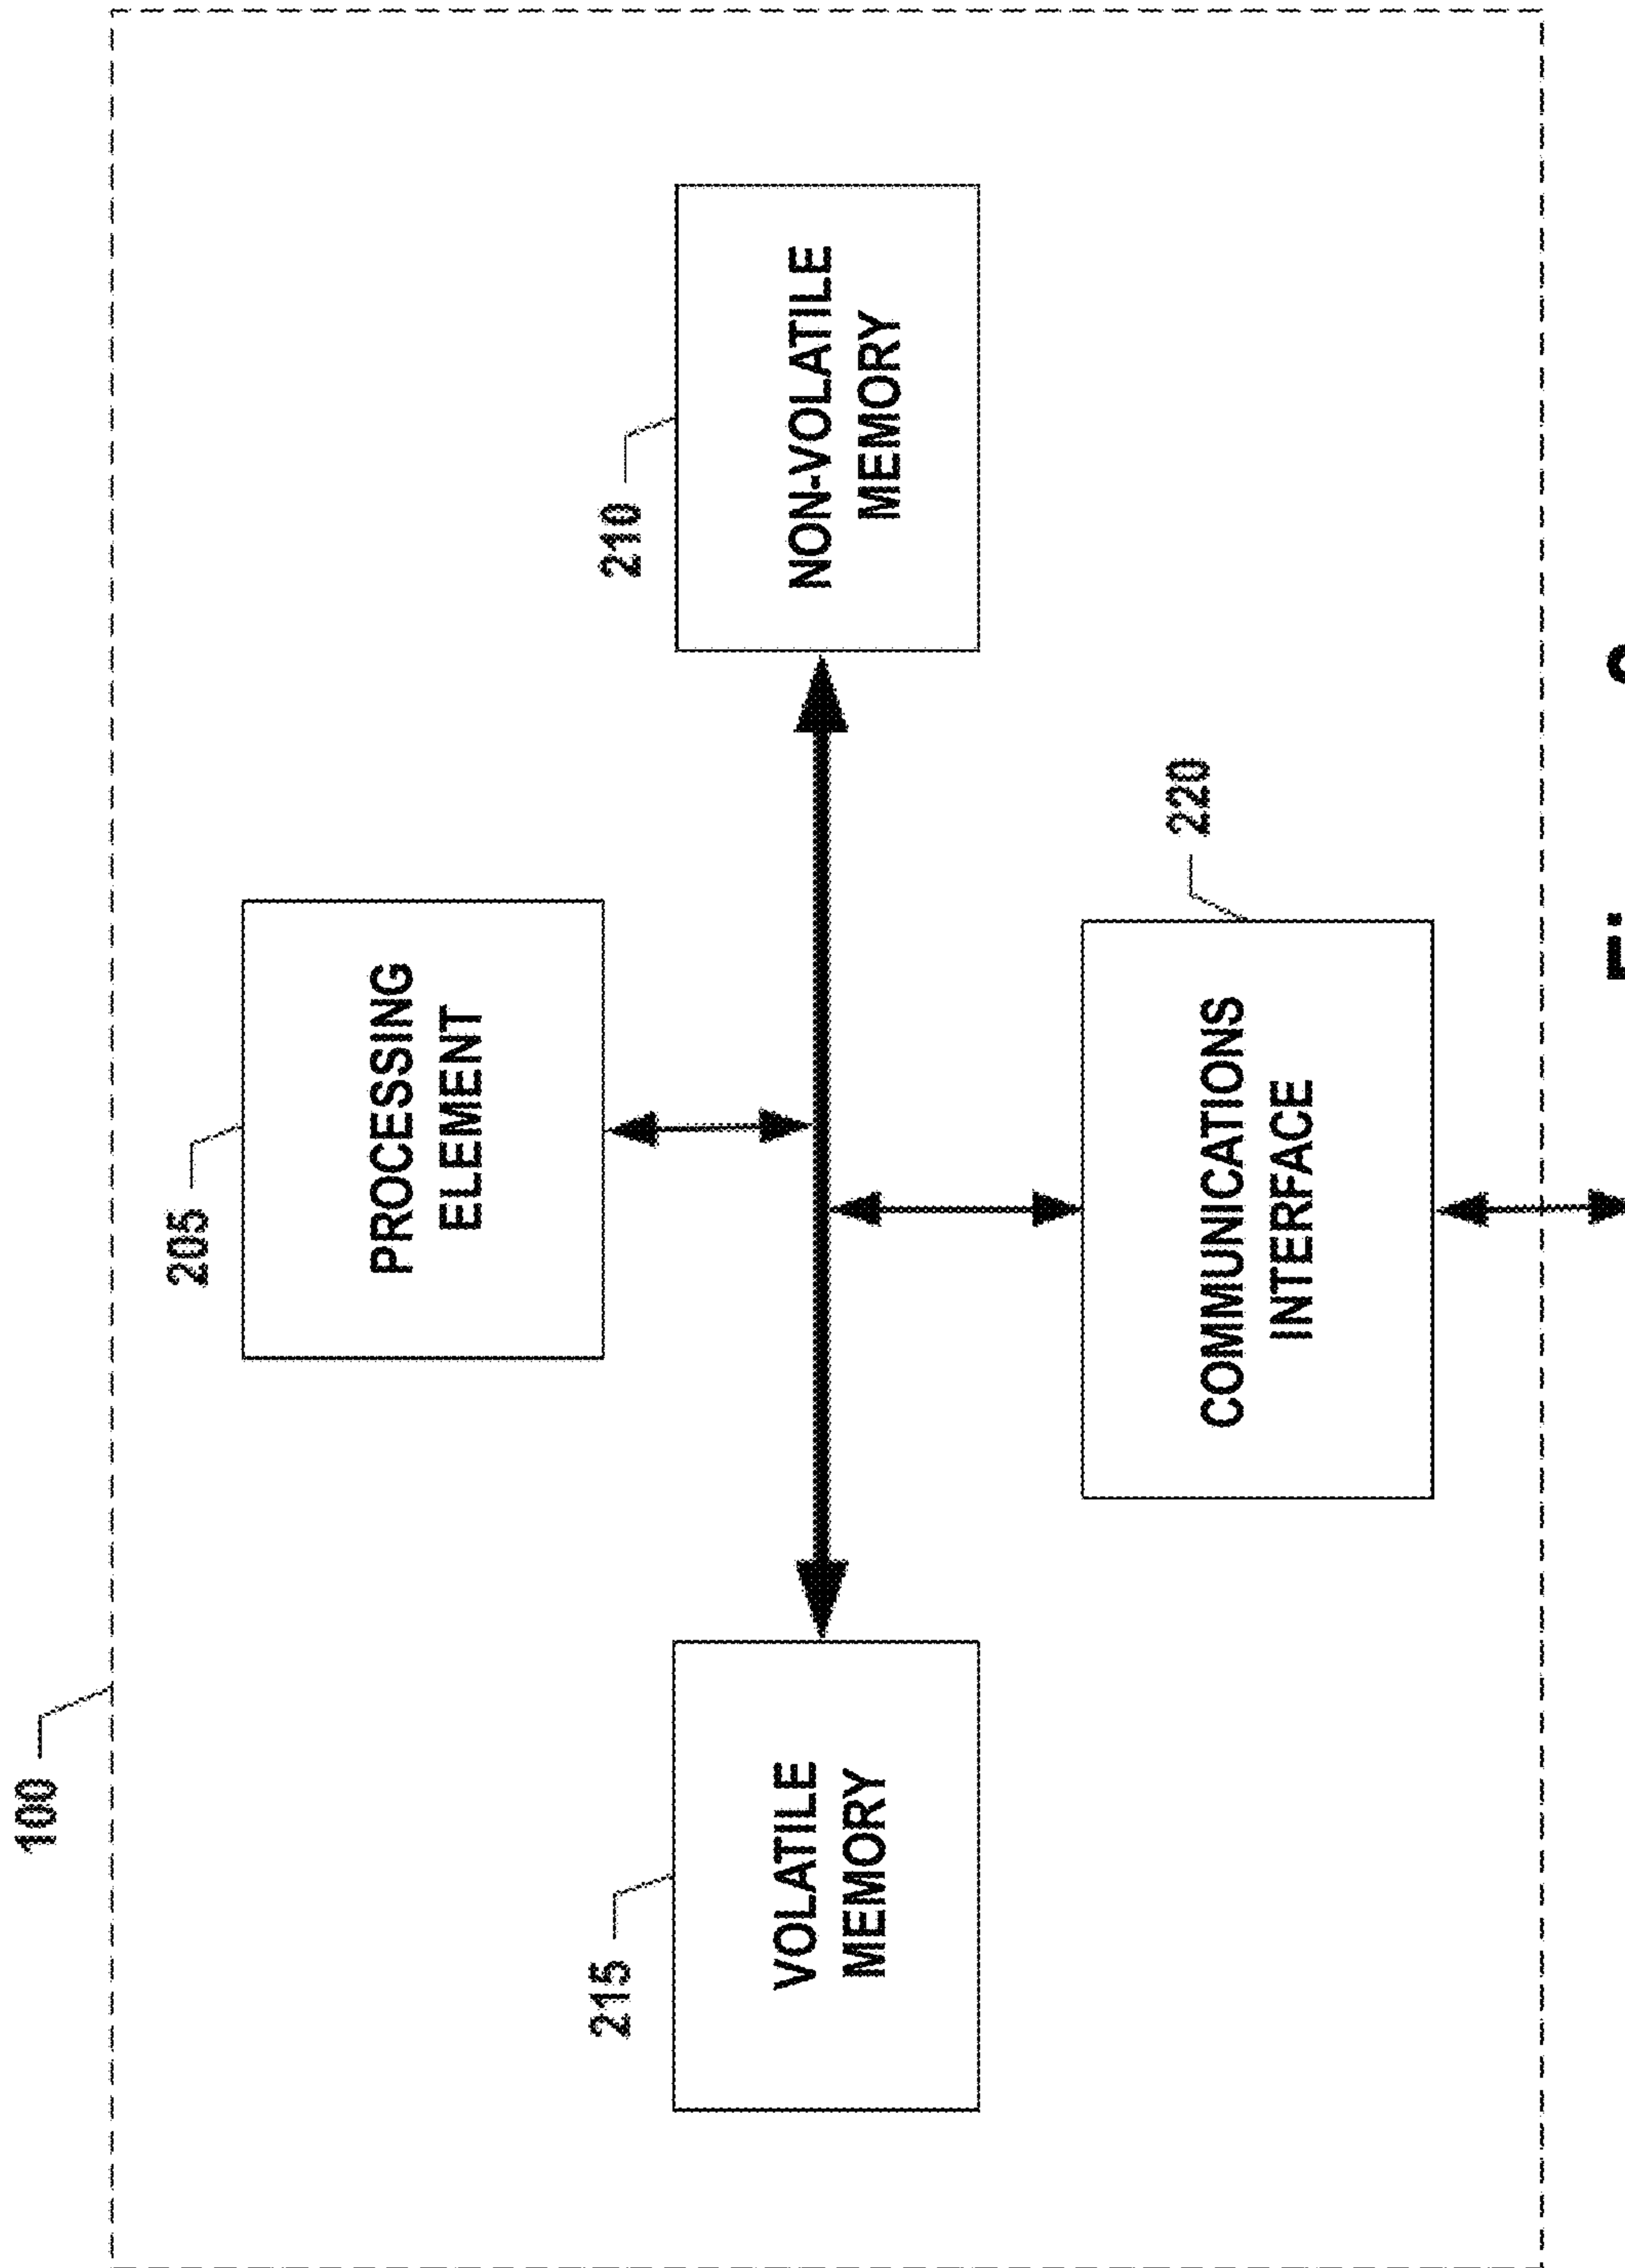 100
205
PROCESSING
ELEMENT
215
VOLATILE
MEMORY
210
NON-VOLATILE
MEMORY
220
COMMUNICATIONS
INTERFACE